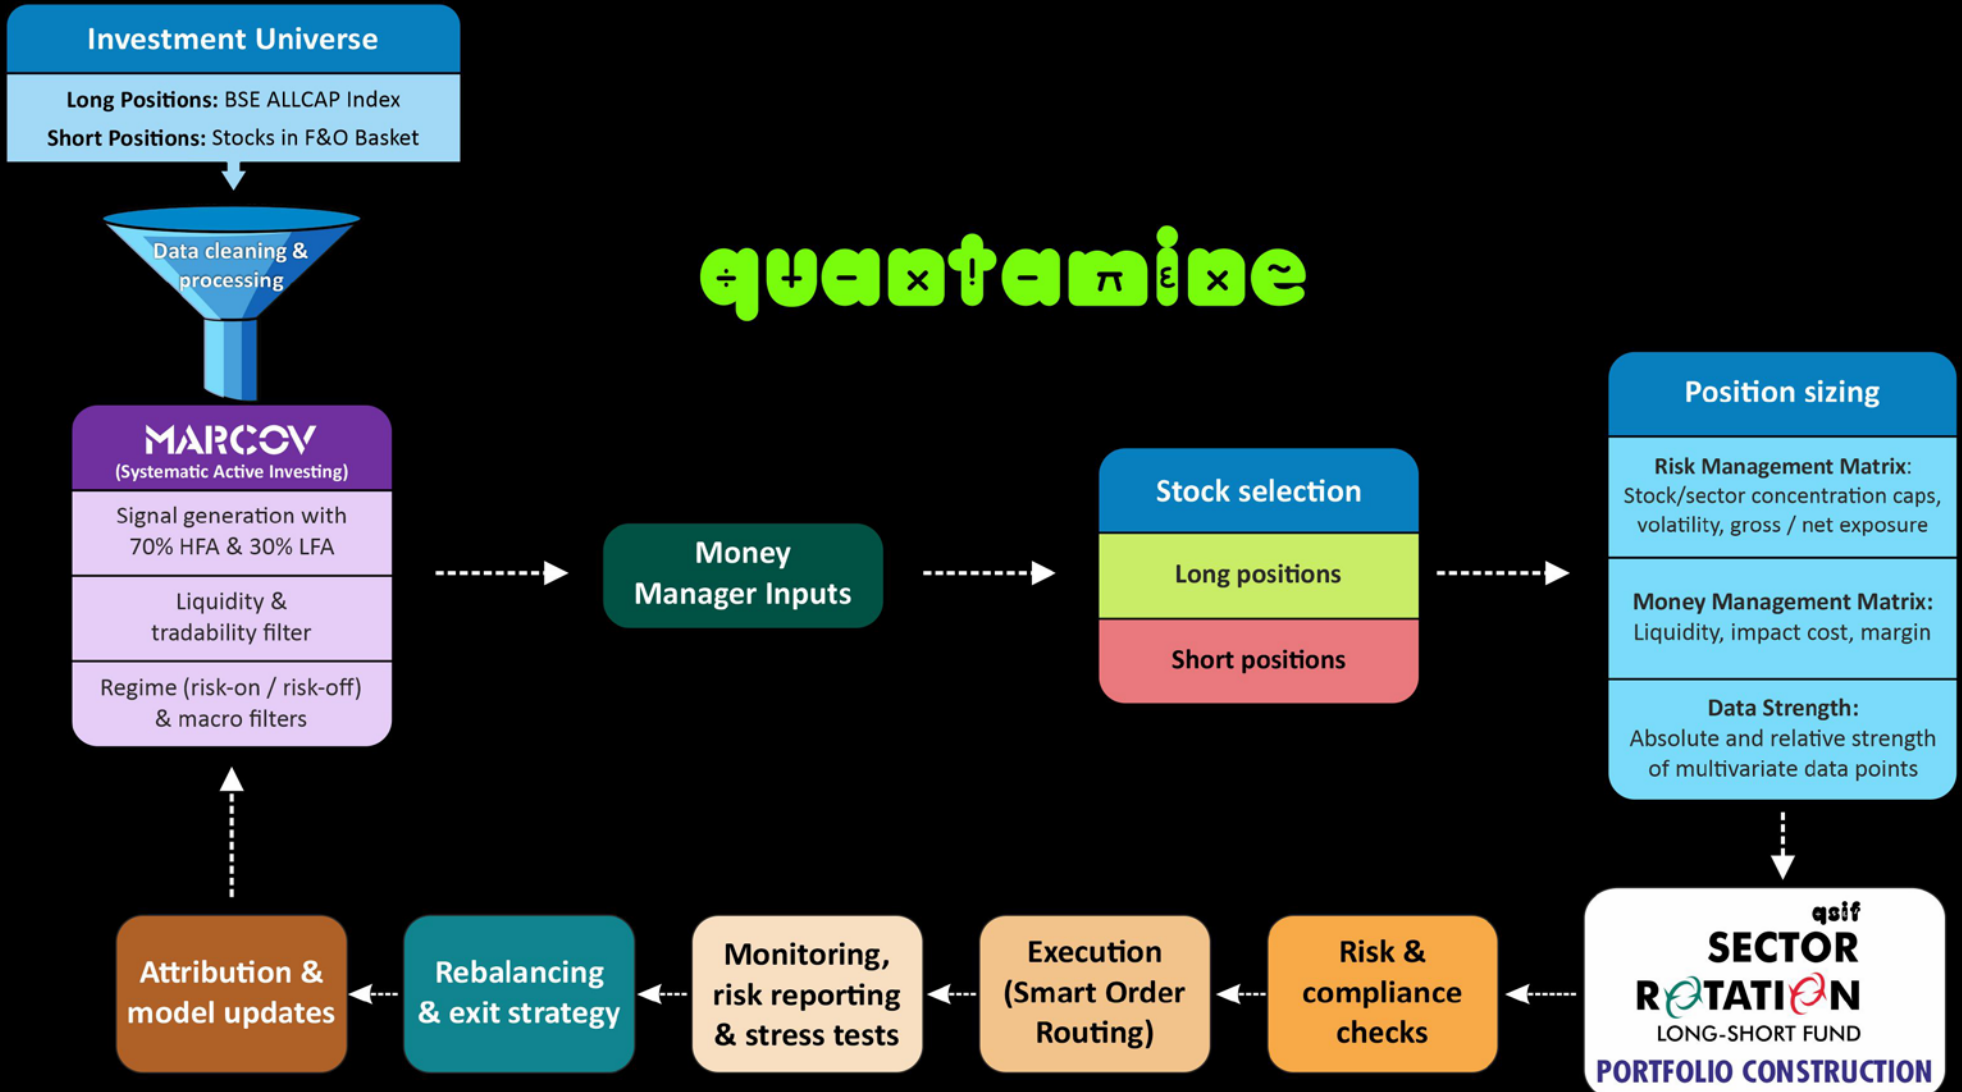 Investment Universe
Long Positions: BSE ALLCAP Index
Short Positions: Stocks in F&O Basket
Data cleaning &
processing
quantamine
÷ + − × ! − π ε × ~
MARCOV
(Systematic Active Investing)
Signal generation with
70% HFA & 30% LFA
Liquidity &
tradability filter
Regime (risk-on / risk-off)
& macro filters
Money
Manager Inputs
Stock selection
Long positions
Short positions
Position sizing
Risk Management Matrix:
Stock/sector concentration caps,
volatility, gross / net exposure
Money Management Matrix:
Liquidity, impact cost, margin
Data Strength:
Absolute and relative strength
of multivariate data points
qsif
SECTOR
ROTATION
LONG-SHORT FUND
PORTFOLIO CONSTRUCTION
Risk &
compliance
checks
Execution
(Smart Order
Routing)
Monitoring,
risk reporting
& stress tests
Rebalancing
& exit strategy
Attribution &
model updates